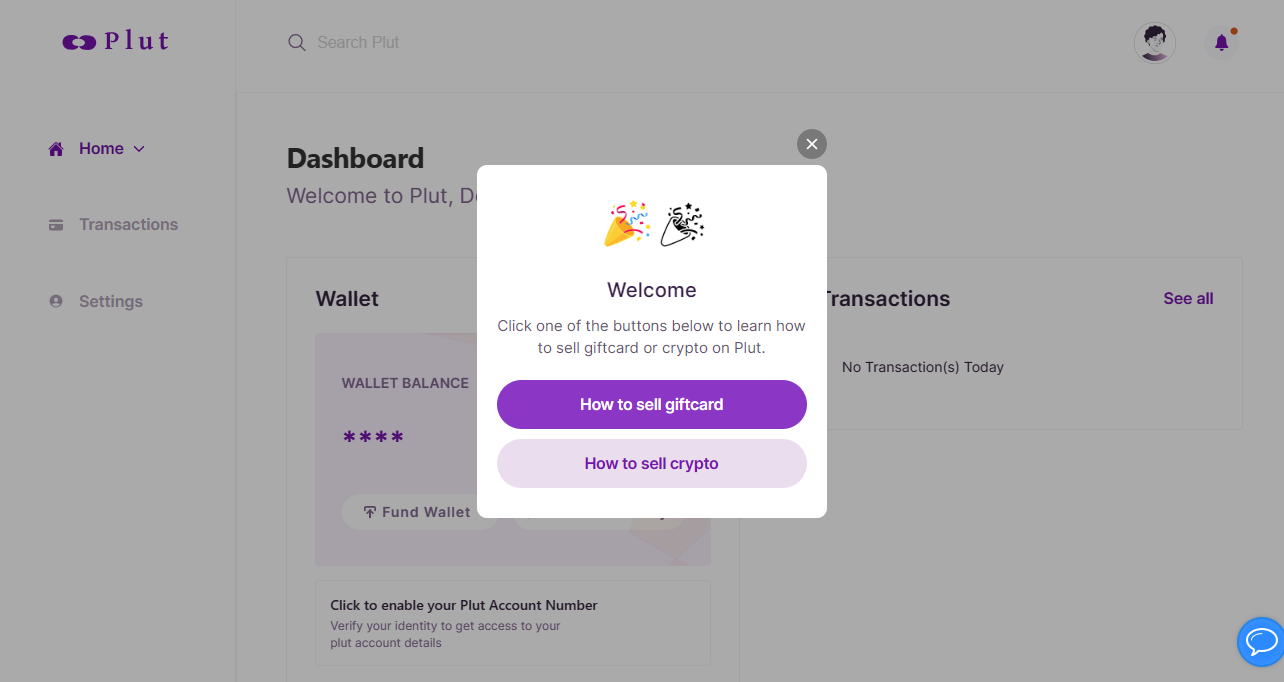 Plut
Search Plut
Home
Transactions
Settings
Dashboard
Welcome to Plut,
Wallet
WALLET BALANCE
****
Fund Wallet
Click to enable your Plut Account Number
Verify your identity to get access to your
plut account details
Transactions
See all
No Transaction(s) Today
Welcome
Click one of the buttons below to learn how
to sell giftcard or crypto on Plut.
How to sell giftcard
How to sell crypto